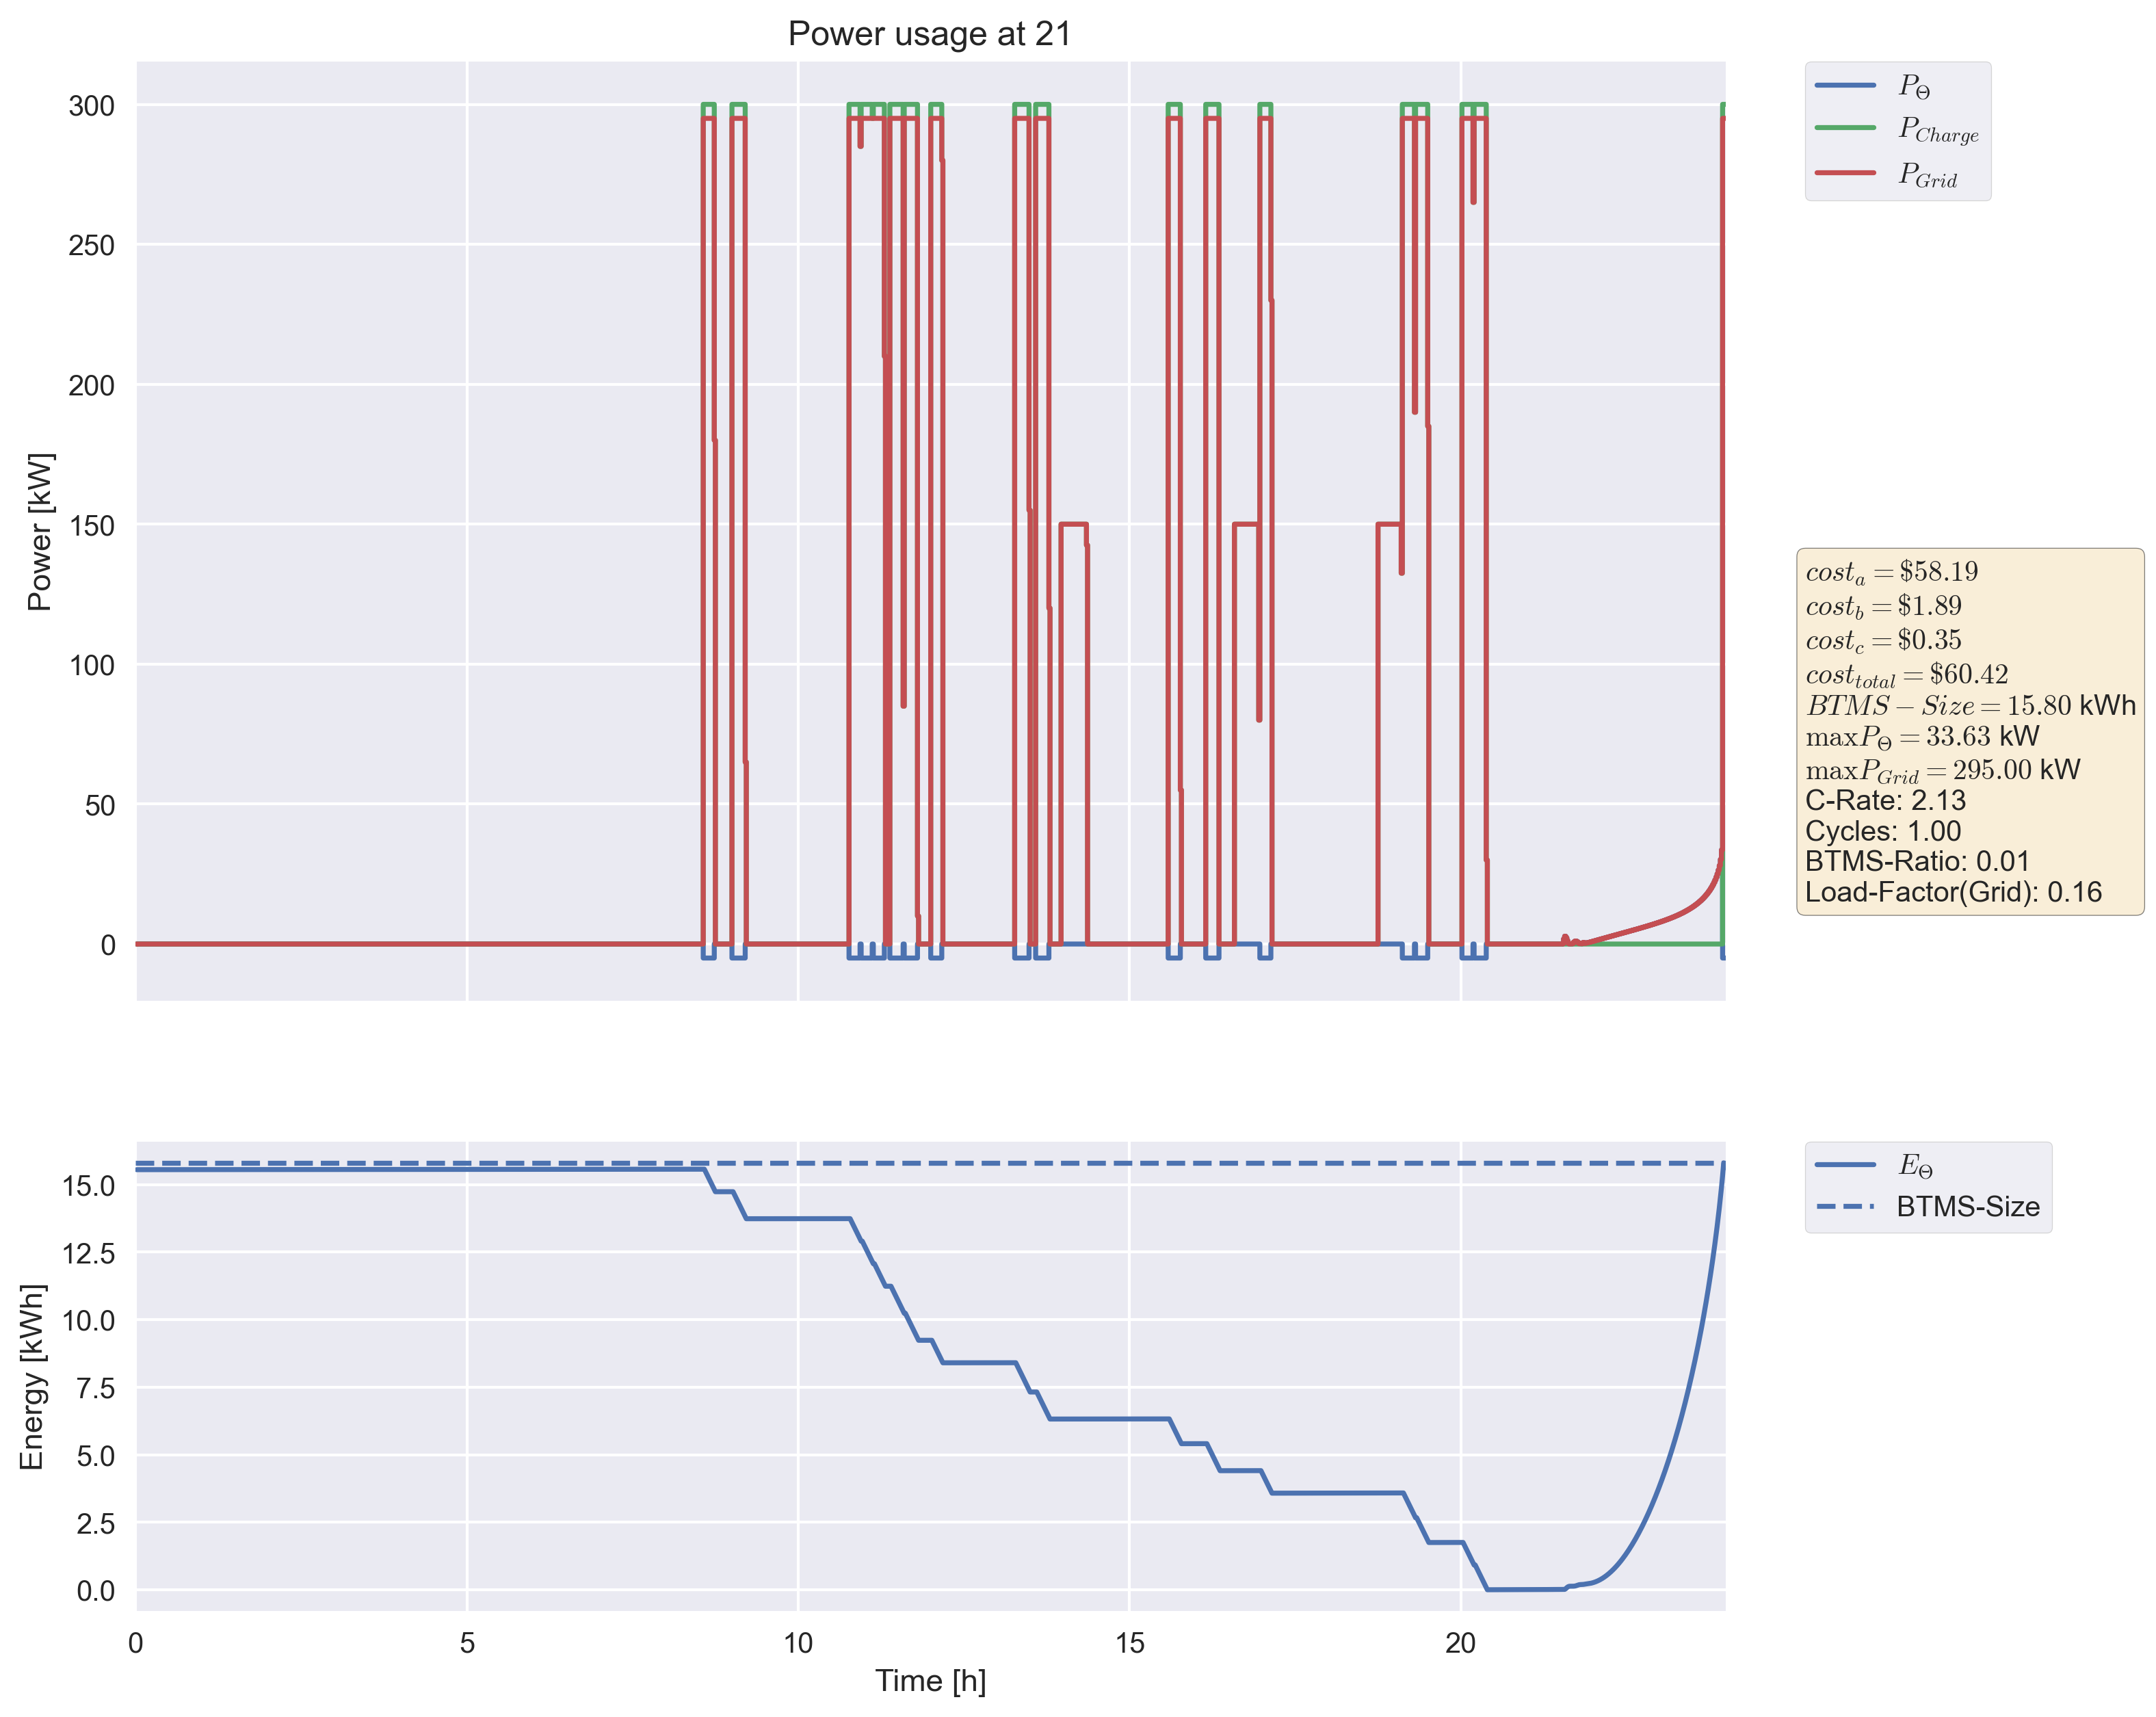 Power usage at 21
300
250
200
150
100
50
0
Power [kW]
P_Θ
P_Charge
P_Grid
cost_a = $58.19
cost_b = $1.89
cost_c = $0.35
cost_total = $60.42
BTMS − Size = 15.80 kWh
maxP_Θ = 33.63 kW
maxP_Grid = 295.00 kW
C-Rate: 2.13
Cycles: 1.00
BTMS-Ratio: 0.01
Load-Factor(Grid): 0.16
15.0
12.5
10.0
7.5
5.0
2.5
0.0
Energy [kWh]
E_Θ
BTMS-Size
0 5 10 15 20
Time [h]